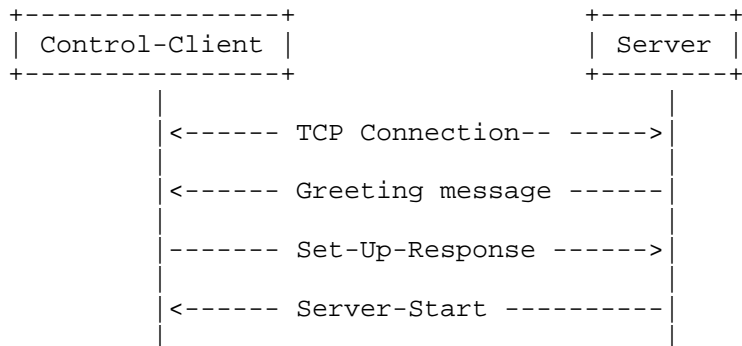 Control-Client Server
TCP Connection-- 
Greeting message
Set-Up-Response
Server-Start